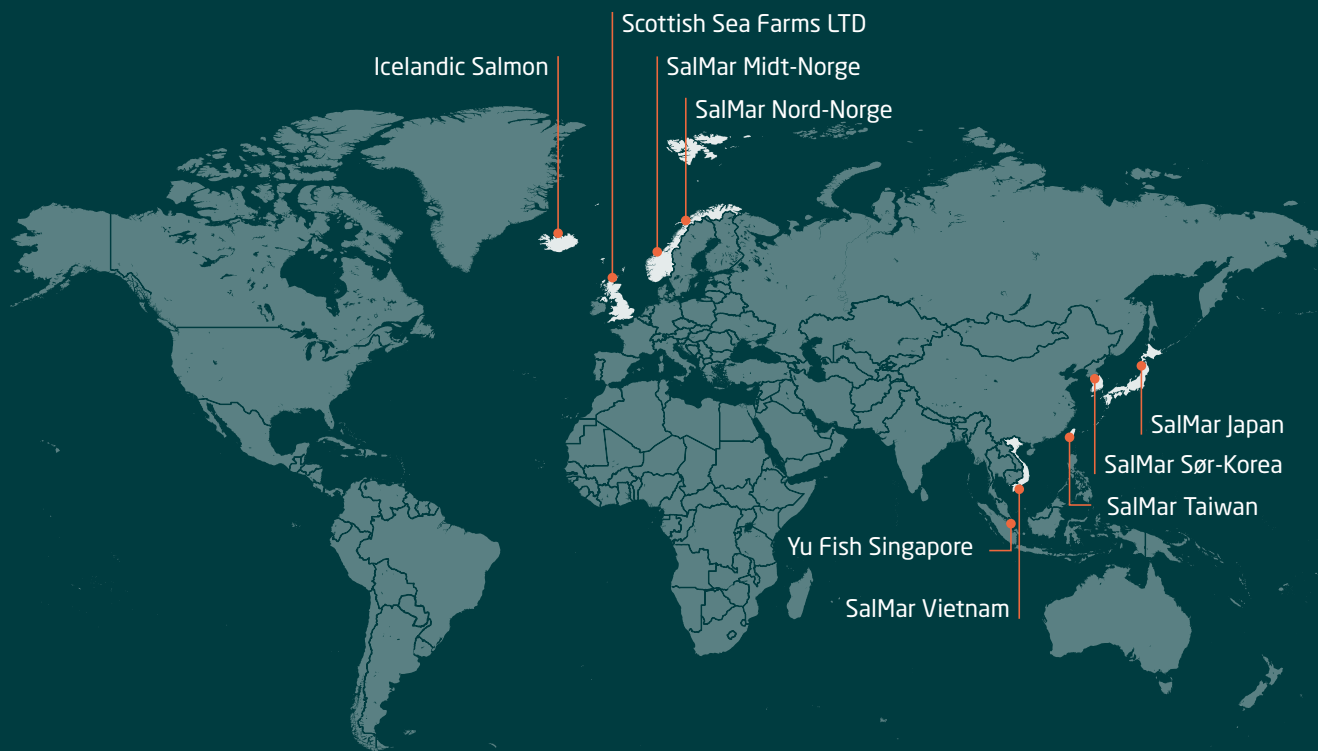 Scottish Sea Farms LTD
Icelandic Salmon
SalMar Midt-Norge
SalMar Nord-Norge
SalMar Japan
SalMar Sør-Korea
SalMar Taiwan
Yu Fish Singapore
SalMar Vietnam